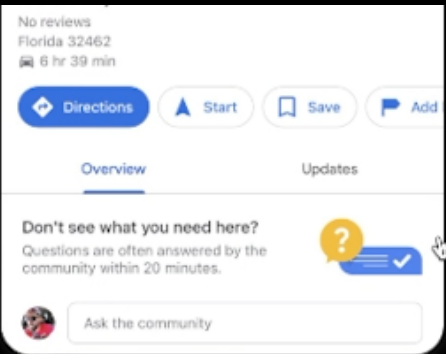 No reviews
Florida 32462
6 hr 39 min
Directions
Start
Save
Add
Overview
Updates
Don't see what you need here?
Questions are often answered by the
community within 20 minutes.
?
Ask the community